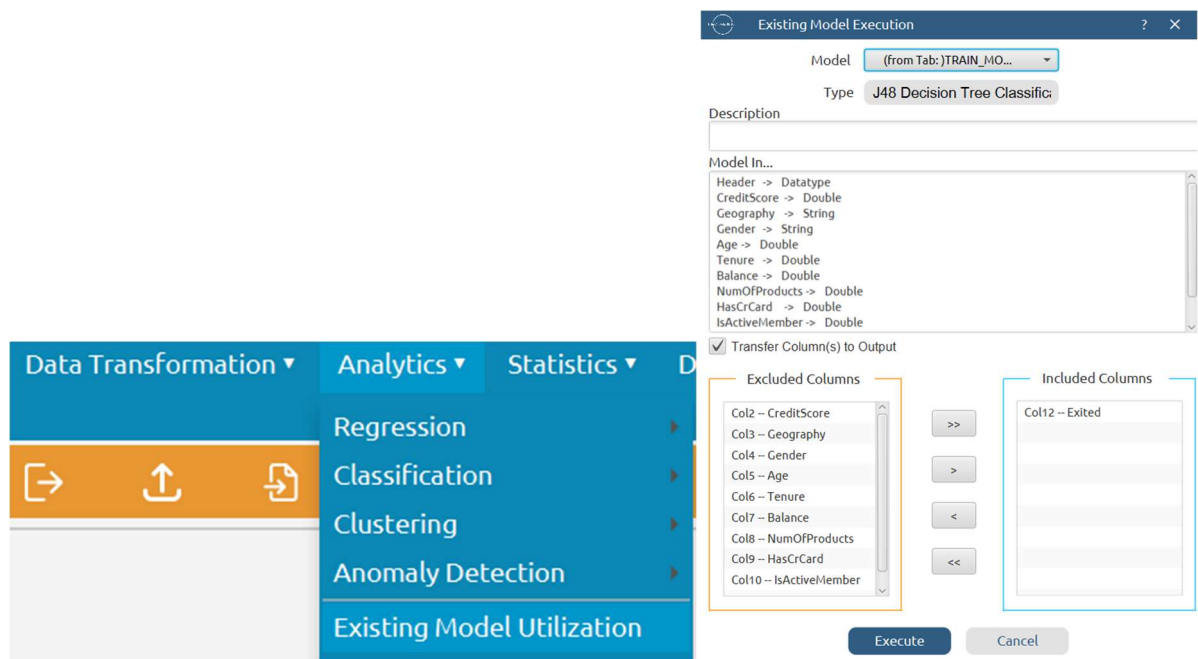 Data Transformation ▼ Analytics ▼ Statistics ▼ D
Regression
Classification
Clustering
Anomaly Detection
Existing Model Utilization
Existing Model Execution ? ✕
Model (from Tab: )TRAIN_MO...
Type J48 Decision Tree Classific
Description
Model In...
Header -> Datatype
CreditScore -> Double
Geography -> String
Gender -> String
Age -> Double
Tenure -> Double
Balance -> Double
NumOfProducts -> Double
HasCrCard -> Double
IsActiveMember -> Double
Transfer Column(s) to Output
Excluded Columns
Col2 -- CreditScore
Col3 -- Geography
Col4 -- Gender
Col5 -- Age
Col6 -- Tenure
Col7 -- Balance
Col8 -- NumOfProducts
Col9 -- HasCrCard
Col10 -- IsActiveMember
>>
>
<
<<
Included Columns
Col12 -- Exited
Execute Cancel